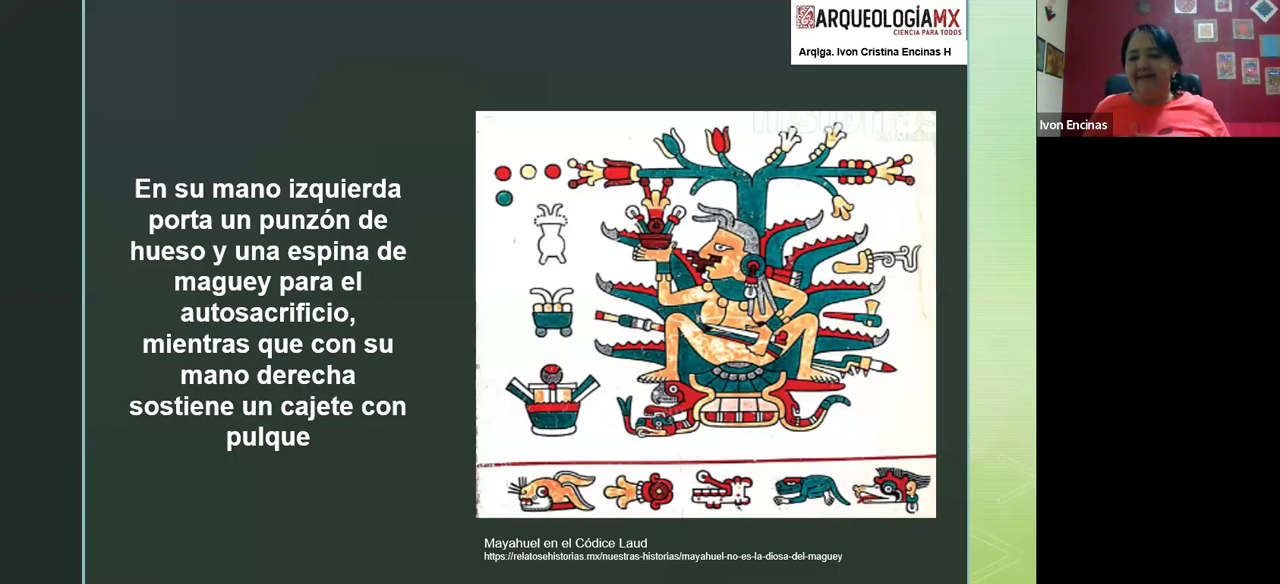 ARQUEOLOGÍAMX
CIENCIA PARA TODOS
Arqlga. Ivon Cristina Encinas H
Ivon Encinas
En su mano izquierda
porta un punzón de
hueso y una espina de
maguey para el
autosacrificio,
mientras que con su
mano derecha
sostiene un cajete con
pulque
Mayahuel en el Códice Laud
https://relatosehistorias.mx/nuestras-historias/mayahuel-no-es-la-diosa-del-maguey